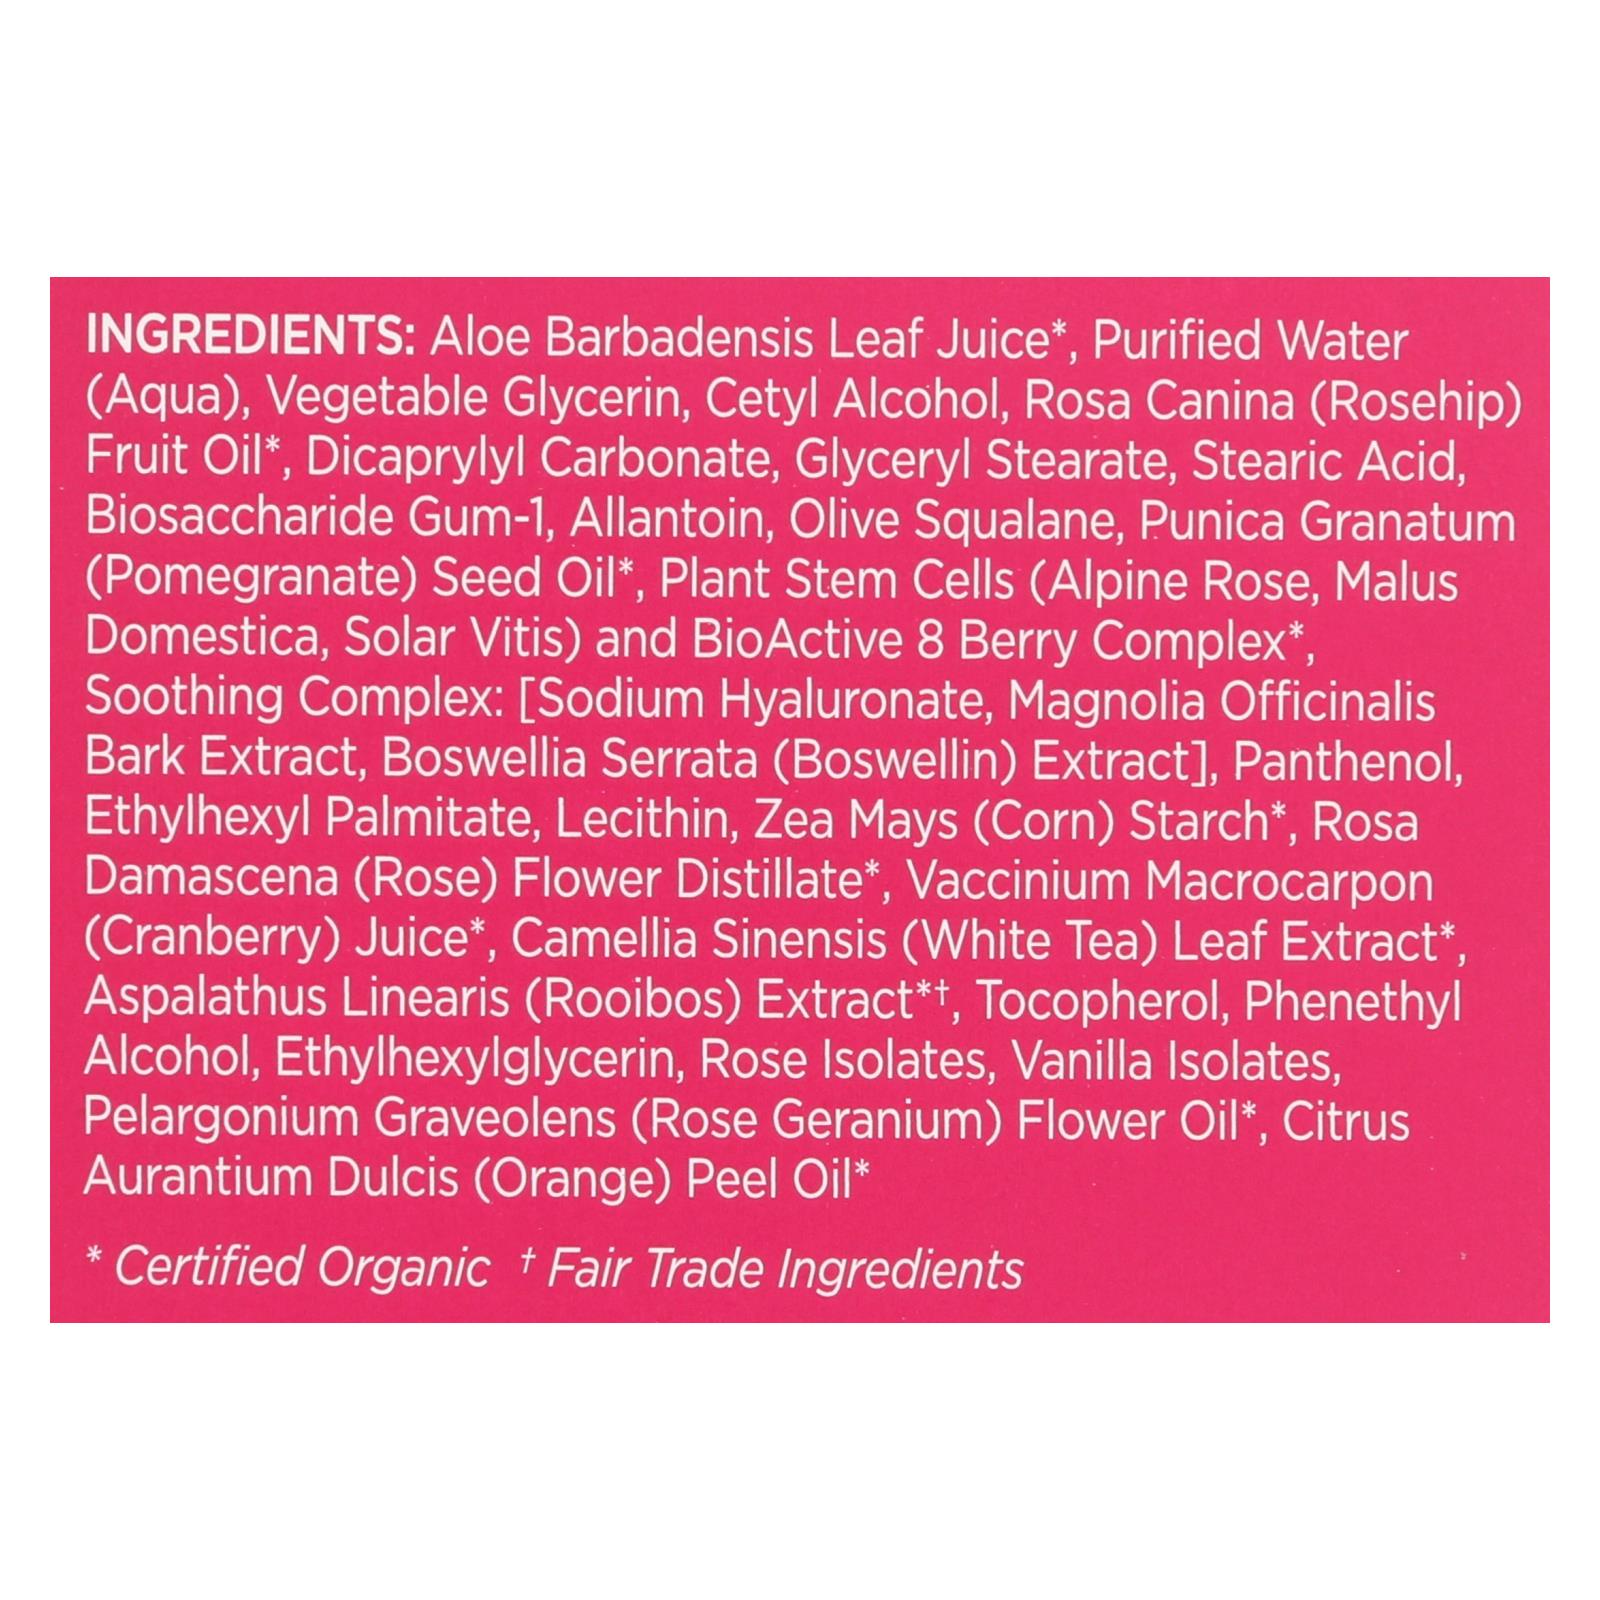 INGREDIENTS: Aloe Barbadensis Leaf Juice*, Purified Water
(Aqua), Vegetable Glycerin, Cetyl Alcohol, Rosa Canina (Rosehip)
Fruit Oil*, Dicaprylyl Carbonate, Glyceryl Stearate, Stearic Acid,
Biosaccharide Gum-1, Allantoin, Olive Squalane, Punica Granatum
(Pomegranate) Seed Oil*, Plant Stem Cells (Alpine Rose, Malus
Domestica, Solar Vitis) and BioActive 8 Berry Complex*,
Soothing Complex: [Sodium Hyaluronate, Magnolia Officinalis
Bark Extract, Boswellia Serrata (Boswellin) Extract], Panthenol,
Ethylhexyl Palmitate, Lecithin, Zea Mays (Corn) Starch*, Rosa
Damascena (Rose) Flower Distillate*, Vaccinium Macrocarpon
(Cranberry) Juice*, Camellia Sinensis (White Tea) Leaf Extract*,
Aspalathus Linearis (Rooibos) Extract*†, Tocopherol, Phenethyl
Alcohol, Ethylhexylglycerin, Rose Isolates, Vanilla Isolates,
Pelargonium Graveolens (Rose Geranium) Flower Oil*, Citrus
Aurantium Dulcis (Orange) Peel Oil*
* Certified Organic † Fair Trade Ingredients